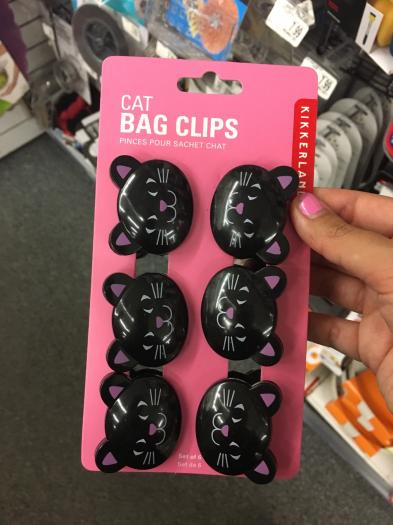 CAT
BAG CLIPS
PINCES POUR SACHET CHAT
KIKKERLAND
Set of 6
Set de 6